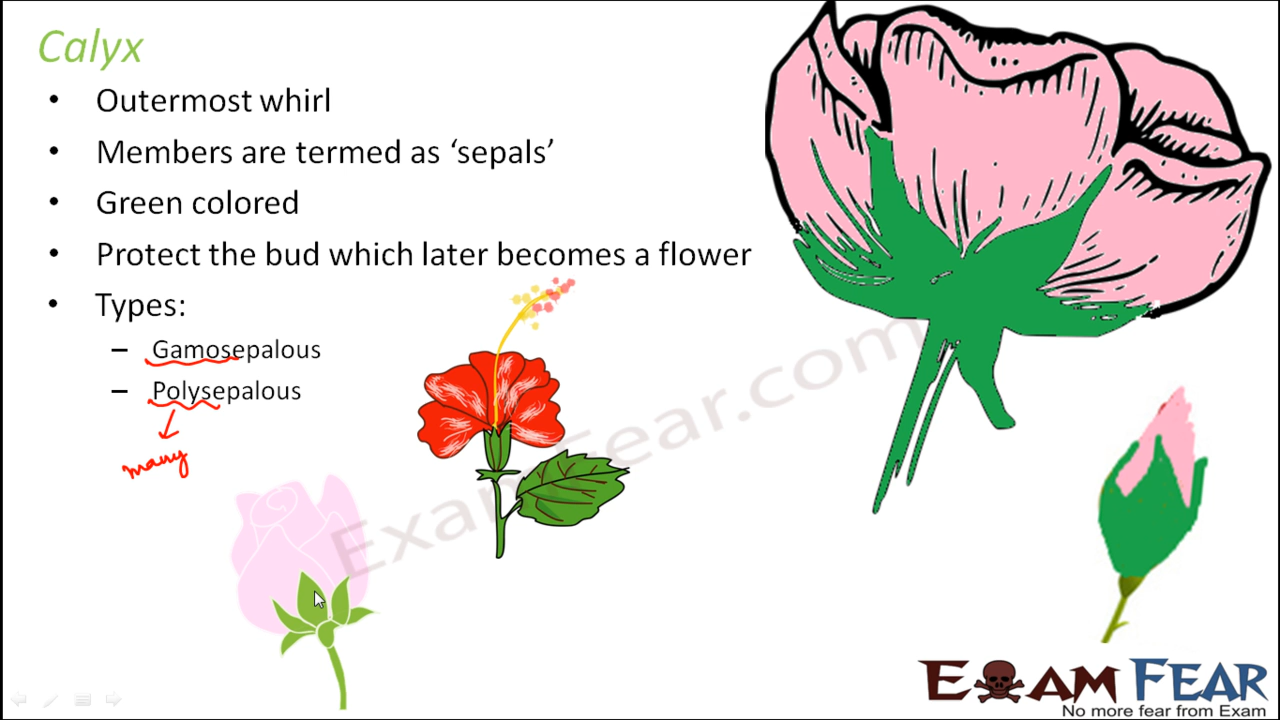 Calyx
• Outermost whirl
• Members are termed as ‘sepals’
• Green colored
• Protect the bud which later becomes a flower
• Types:
– Gamosepalous
– Polysepalous
many
ExamFear.com
EXAM FEAR
No more fear from Exam